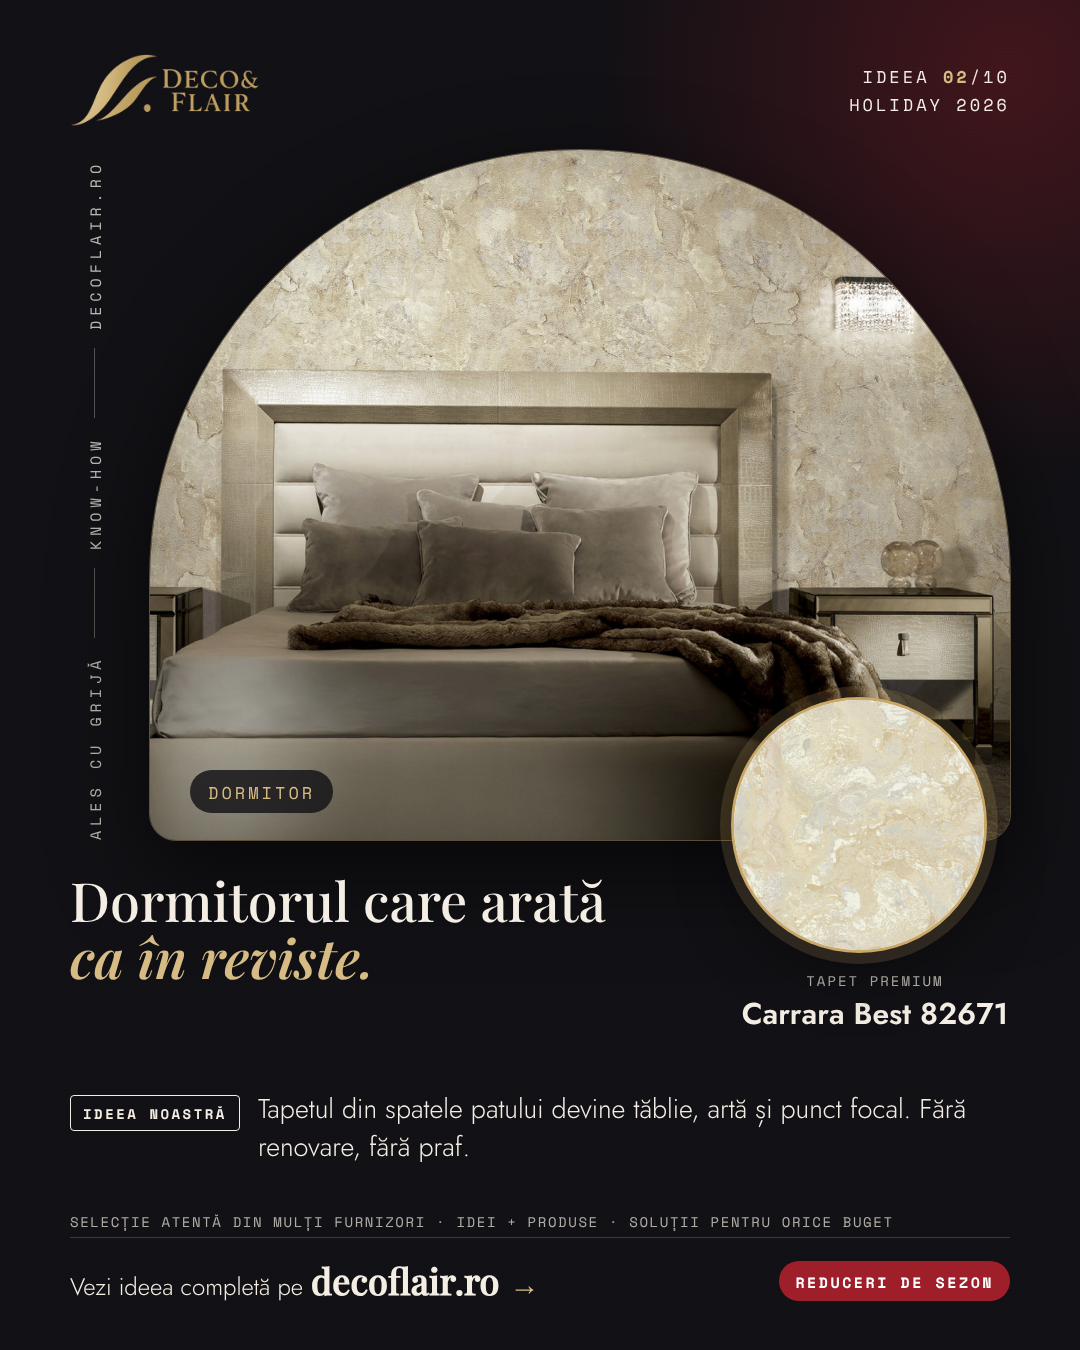 DECO&
FLAIR
IDEEA 02/10
HOLIDAY 2026
ALES CU GRIJĂ — KNOW-HOW — DECOFLAIR.RO
DORMITOR
Dormitorul care arată
ca în reviste.
TAPET PREMIUM
Carrara Best 82671
IDEEA NOASTRĂ
Tapetul din spatele patului devine tăblie, artă și punct focal. Fără
renovare, fără praf.
SELECȚIE ATENTĂ DIN MULȚI FURNIZORI · IDEI + PRODUSE · SOLUȚII PENTRU ORICE BUGET
Vezi ideea completă pe decoflair.ro →
REDUCERI DE SEZON